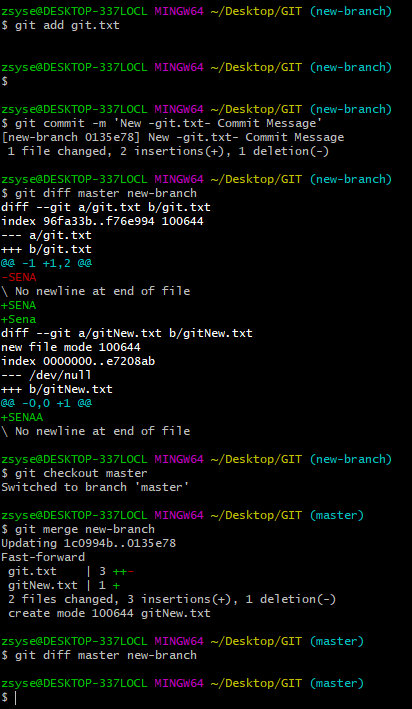 zsyse@DESKTOP-337LOCL MINGW64 ~/Desktop/GIT (new-branch)
$ git add git.txt
zsyse@DESKTOP-337LOCL MINGW64 ~/Desktop/GIT (new-branch)
$
zsyse@DESKTOP-337LOCL MINGW64 ~/Desktop/GIT (new-branch)
$ git commit -m 'New -git.txt- Commit Message'
[new-branch 0135e78] New -git.txt- Commit Message
 1 file changed, 2 insertions(+), 1 deletion(-)
zsyse@DESKTOP-337LOCL MINGW64 ~/Desktop/GIT (new-branch)
$ git diff master new-branch
diff --git a/git.txt b/git.txt
index 96fa33b..f76e994 100644
--- a/git.txt
+++ b/git.txt
@@ -1 +1,2 @@
-SENA
\ No newline at end of file
+SENA
+Sena
diff --git a/gitNew.txt b/gitNew.txt
new file mode 100644
index 0000000..e7208ab
--- /dev/null
+++ b/gitNew.txt
@@ -0,0 +1 @@
+SENAA
\ No newline at end of file
zsyse@DESKTOP-337LOCL MINGW64 ~/Desktop/GIT (new-branch)
$ git checkout master
Switched to branch 'master'
zsyse@DESKTOP-337LOCL MINGW64 ~/Desktop/GIT (master)
$ git merge new-branch
Updating 1c0994b..0135e78
Fast-forward
 git.txt    | 3 ++-
 gitNew.txt | 1 +
 2 files changed, 3 insertions(+), 1 deletion(-)
 create mode 100644 gitNew.txt
zsyse@DESKTOP-337LOCL MINGW64 ~/Desktop/GIT (master)
$ git diff master new-branch
zsyse@DESKTOP-337LOCL MINGW64 ~/Desktop/GIT (master)
$